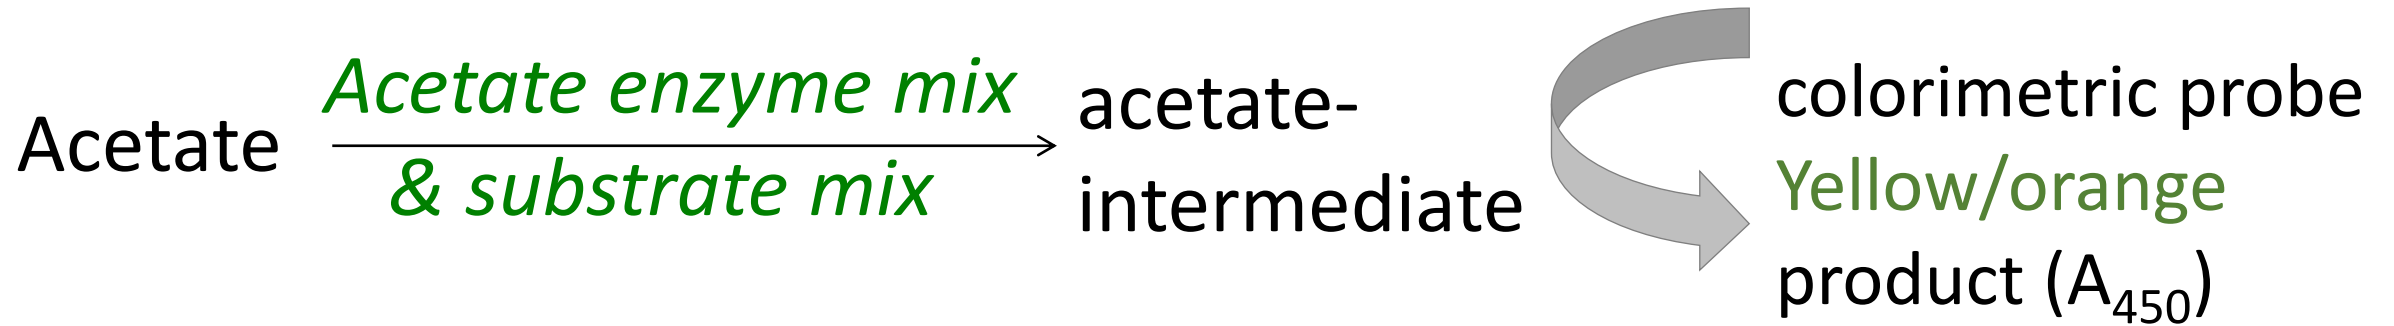 Acetate
Acetate enzyme mix
& substrate mix
acetate-
intermediate
colorimetric probe
Yellow/orange
product (A₄₅₀)